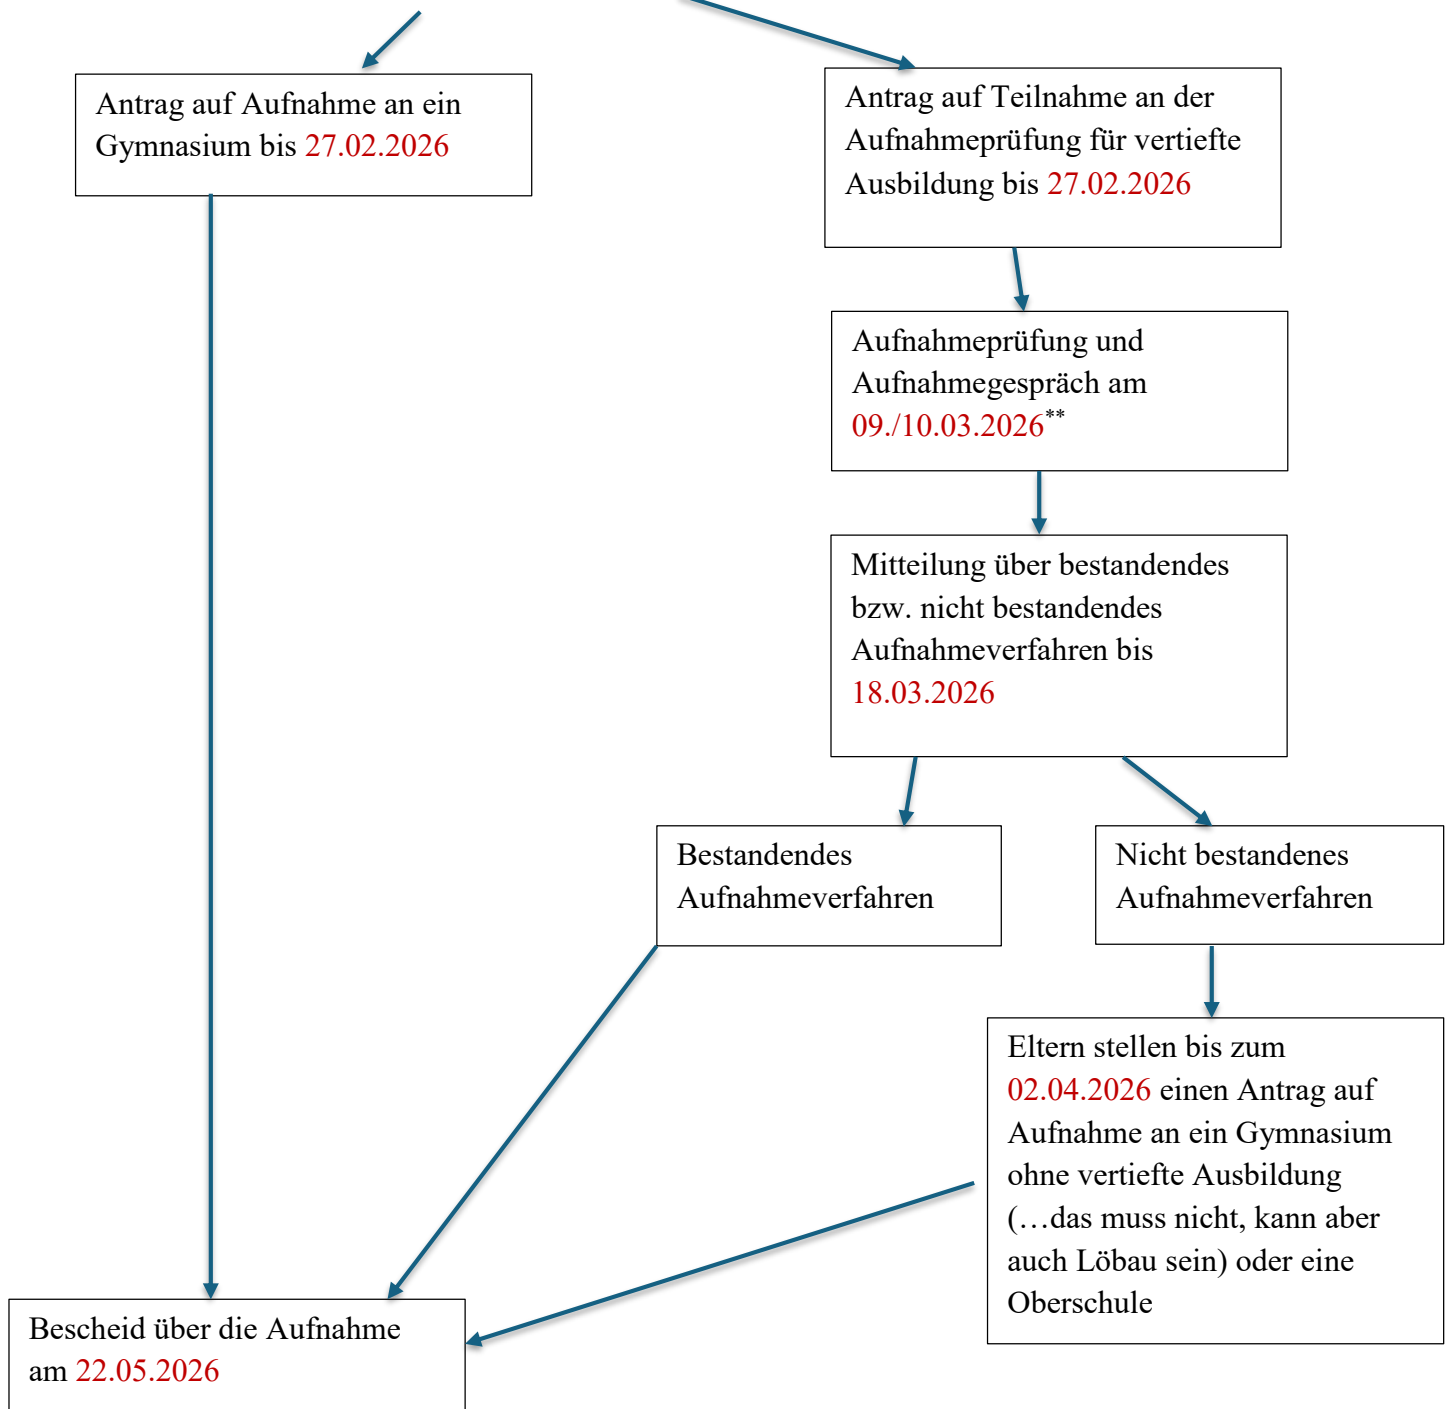 Antrag auf Aufnahme an ein
Gymnasium bis 27.02.2026
Antrag auf Teilnahme an der
Aufnahmeprüfung für vertiefte
Ausbildung bis 27.02.2026
Aufnahmeprüfung und
Aufnahmegespräch am
09./10.03.2026**
Mitteilung über bestandendes
bzw. nicht bestandendes
Aufnahmeverfahren bis
18.03.2026
Bestandendes
Aufnahmeverfahren
Nicht bestandenes
Aufnahmeverfahren
Eltern stellen bis zum
02.04.2026 einen Antrag auf
Aufnahme an ein Gymnasium
ohne vertiefte Ausbildung
(…das muss nicht, kann aber
auch Löbau sein) oder eine
Oberschule
Bescheid über die Aufnahme
am 22.05.2026